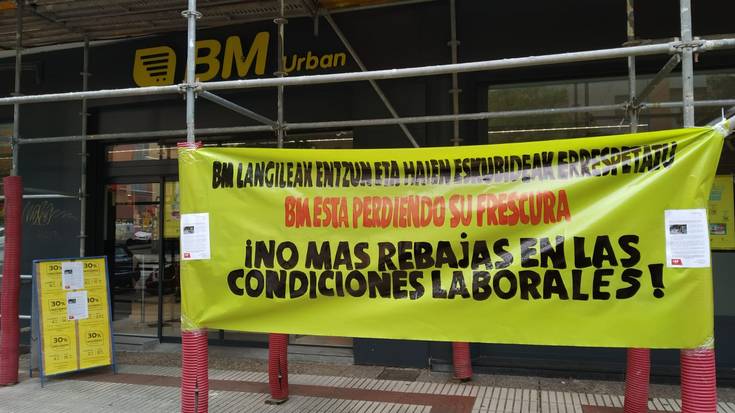 BM Urban
BM LANGILEAK ENTZUN ETA HAIEN ESKUBIDEAK ERRESPETATU
BM ESTA PERDIENDO SU FRESCURA
¡NO MAS REBAJAS EN LAS
CONDICIONES LABORALES!
30%
30%
30%
30%
30%